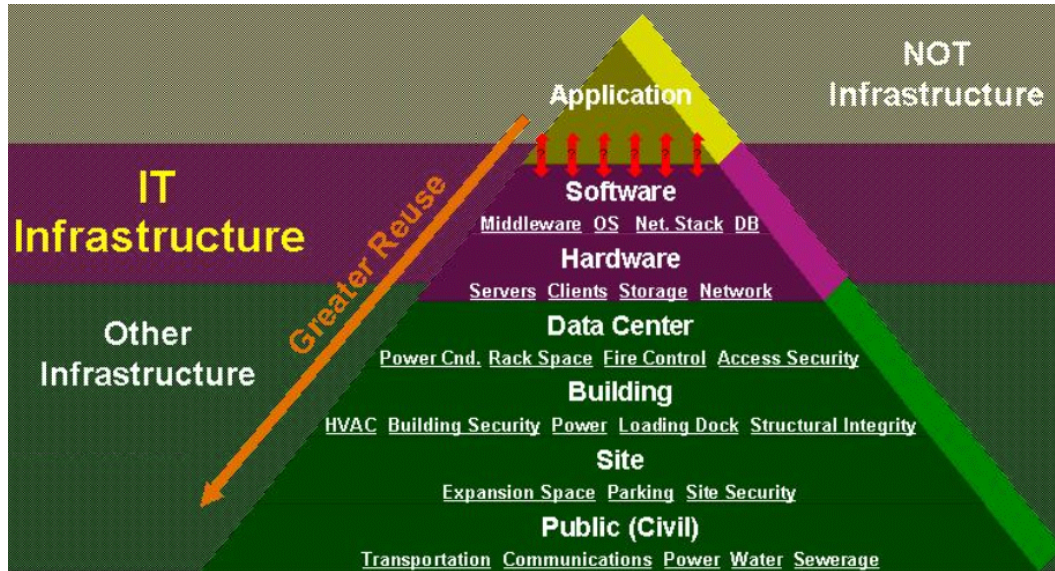 NOT
Infrastructure
Application
? ? ? ? ? ?
IT
Infrastructure
Greater Reuse
Software
Middleware OS Net. Stack DB
Hardware
Servers Clients Storage Network
Other
Infrastructure
Data Center
Power Cnd. Rack Space Fire Control Access Security
Building
HVAC Building Security Power Loading Dock Structural Integrity
Site
Expansion Space Parking Site Security
Public (Civil)
Transportation Communications Power Water Sewerage